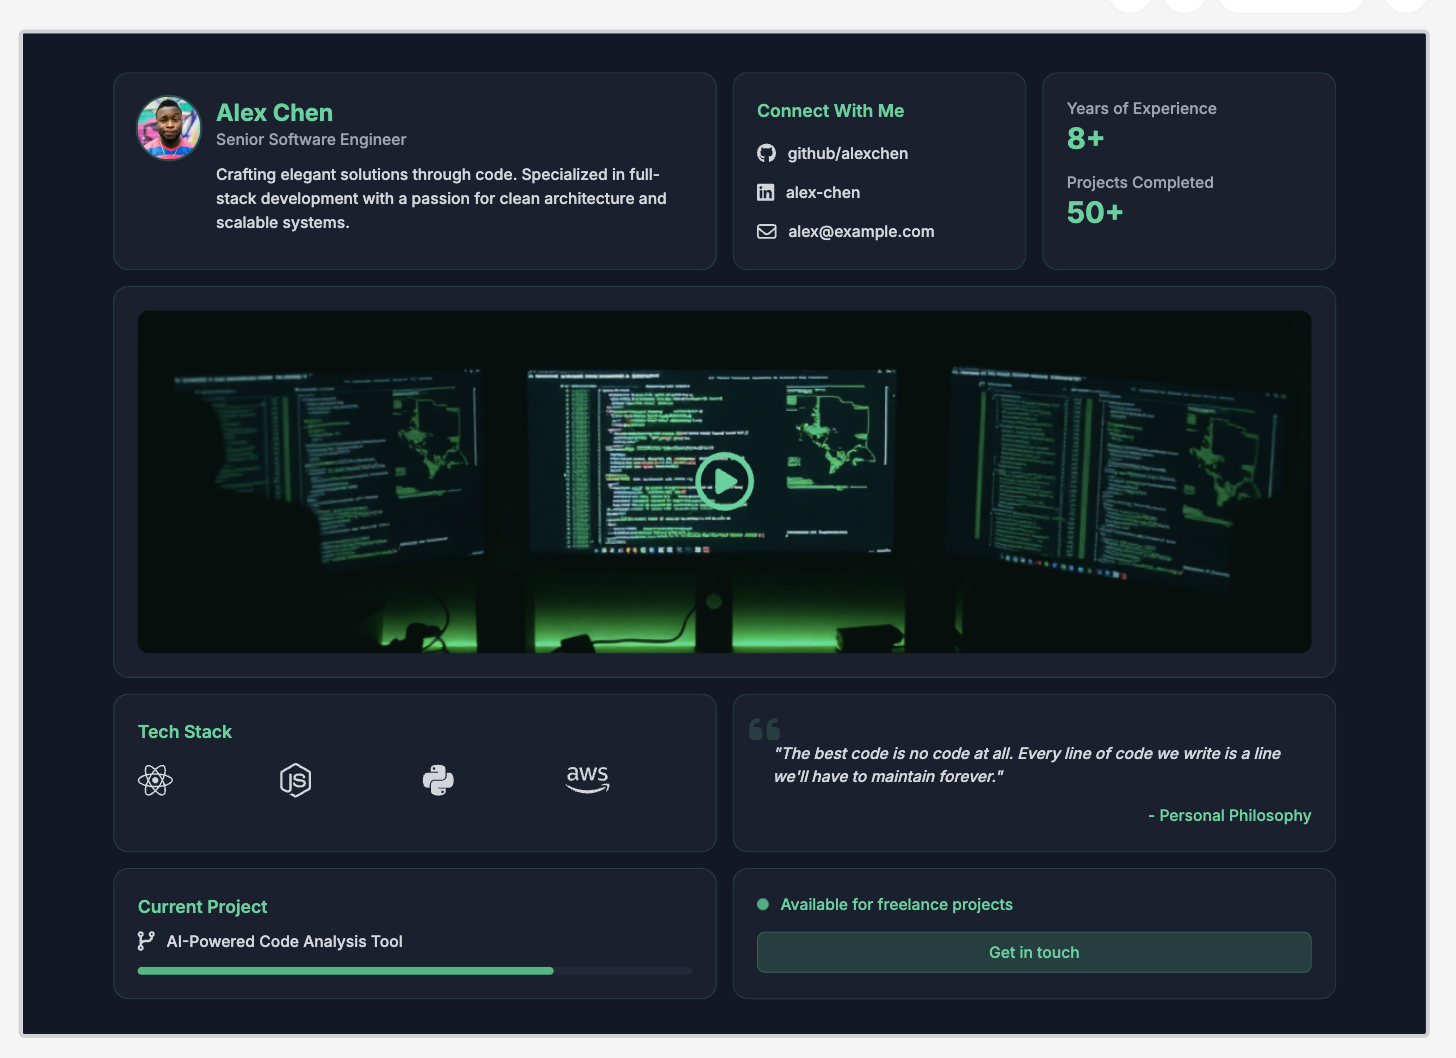 Alex Chen
Senior Software Engineer
Crafting elegant solutions through code. Specialized in full-
stack development with a passion for clean architecture and
scalable systems.
Connect With Me
github/alexchen
in alex-chen
alex@example.com
Years of Experience
8+
Projects Completed
50+
Tech Stack
JS
aws
"The best code is no code at all. Every line of code we write is a line
we'll have to maintain forever."
- Personal Philosophy
Current Project
AI-Powered Code Analysis Tool
Available for freelance projects
Get in touch